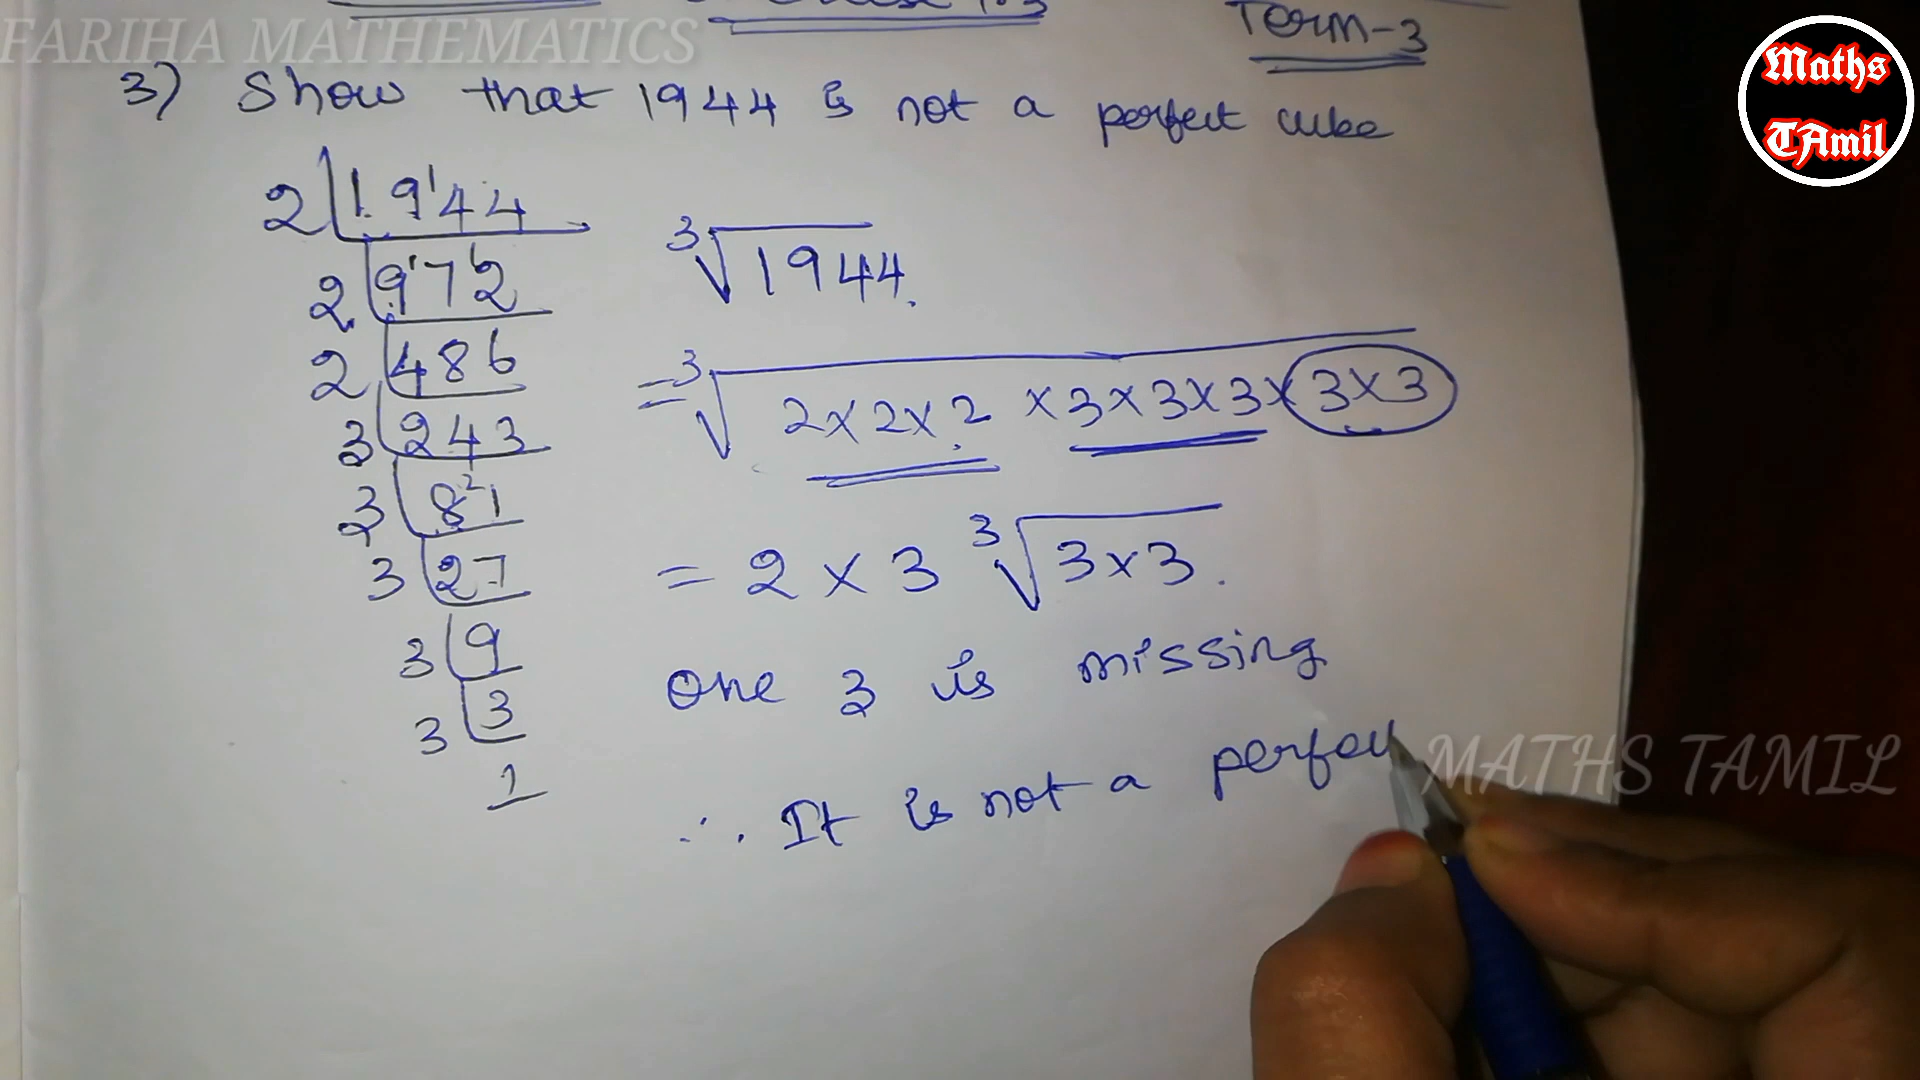 FARIHA MATHEMATICS
Term-3
Maths
TAmil
3) Show that 1944 is not a perfect cube
2 | 1944
2 | 972
2 | 486
3 | 243
3 | 81
3 | 27
3 | 9
3 | 3
1
∛1944
= ∛2×2×2 × 3×3×3×3×3
= 2 × 3 ∛3×3.
One 3 is missing
∴ It is not a perfect
MATHS TAMIL